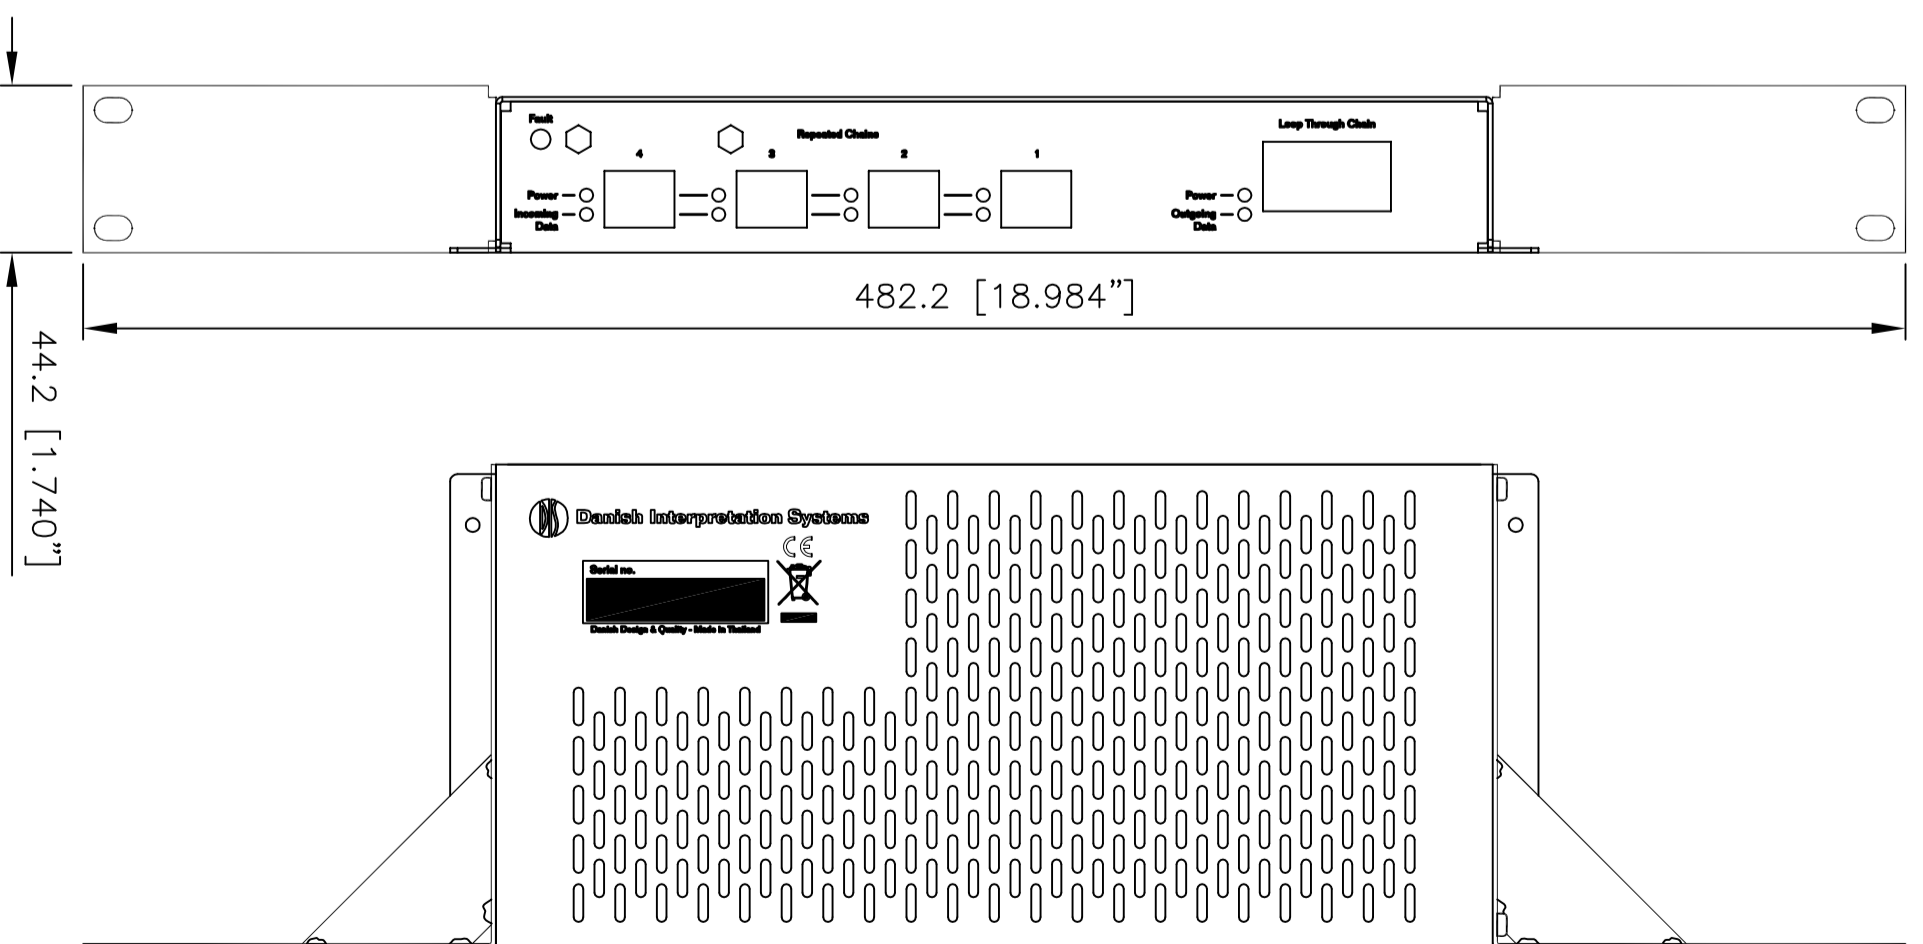 Fault
Repeated Chains
Loop Through Chain
4
3
2
1
Power
Incoming
Data
Power
Outgoing
Data
482.2 [18.984”]
44.2 [1.740”]
DIS
Danish Interpretation Systems
CE
Serial no.
Danish Design & Quality - Made in Thailand